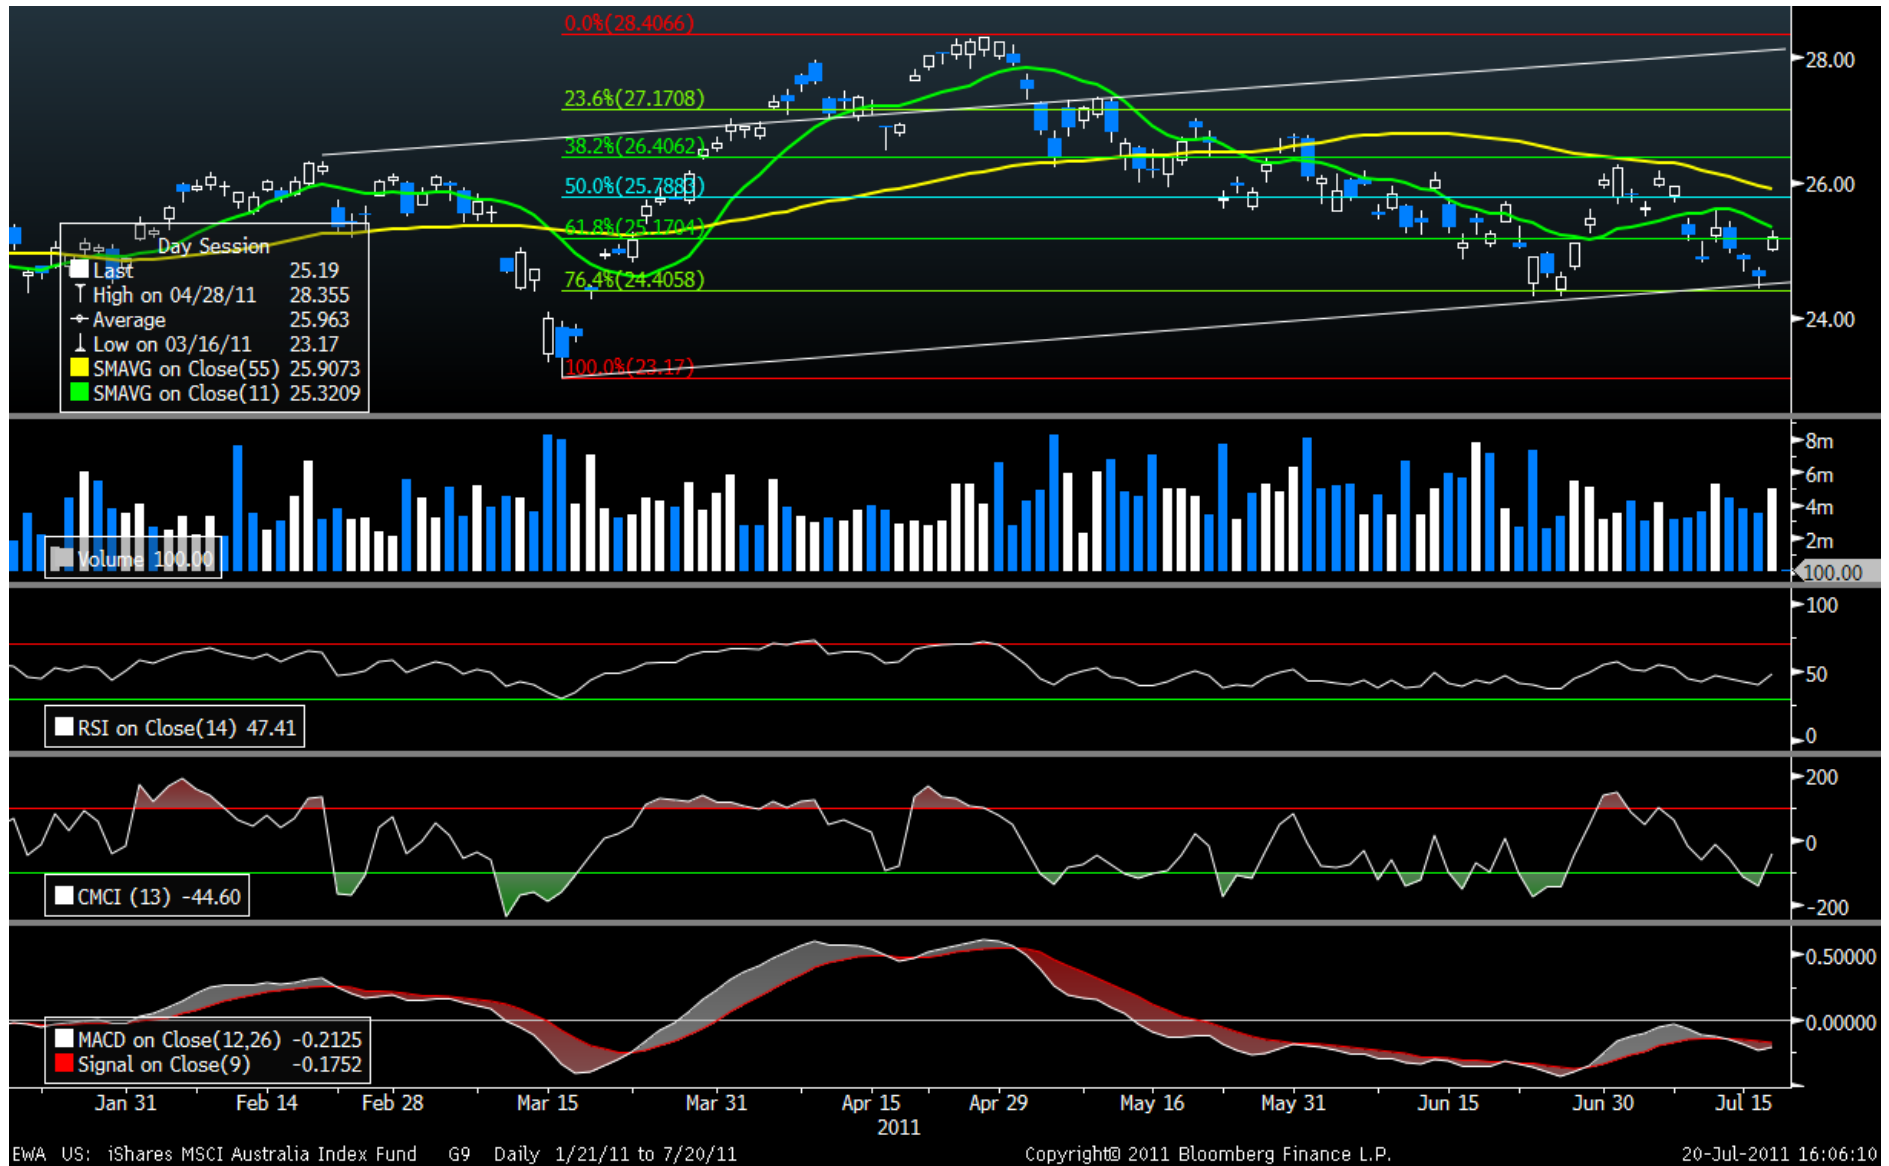 0.0%(28.4066)
28.00
23.6%(27.1708)
38.2%(26.4062)
50.0%(25.7883)
26.00
61.8%(25.1704)
76.4%(24.4058)
24.00
100.0%(23.17)
Day Session
Last 25.19
High on 04/28/11 28.355
Average 25.963
Low on 03/16/11 23.17
SMAVG on Close(55) 25.9073
SMAVG on Close(11) 25.3209
8m
6m
4m
2m
Volume 100.00
100.00
100
50
0
RSI on Close(14) 47.41
200
0
-200
CMCI (13) -44.60
0.50000
0.00000
MACD on Close(12,26) -0.2125
Signal on Close(9) -0.1752
Jan 31 Feb 14 Feb 28 Mar 15 Mar 31 Apr 15 Apr 29 May 16 May 31 Jun 15 Jun 30 Jul 15
2011
EWA US: iShares MSCI Australia Index Fund G9 Daily 1/21/11 to 7/20/11 Copyright© 2011 Bloomberg Finance L.P. 20-Jul-2011 16:06:10